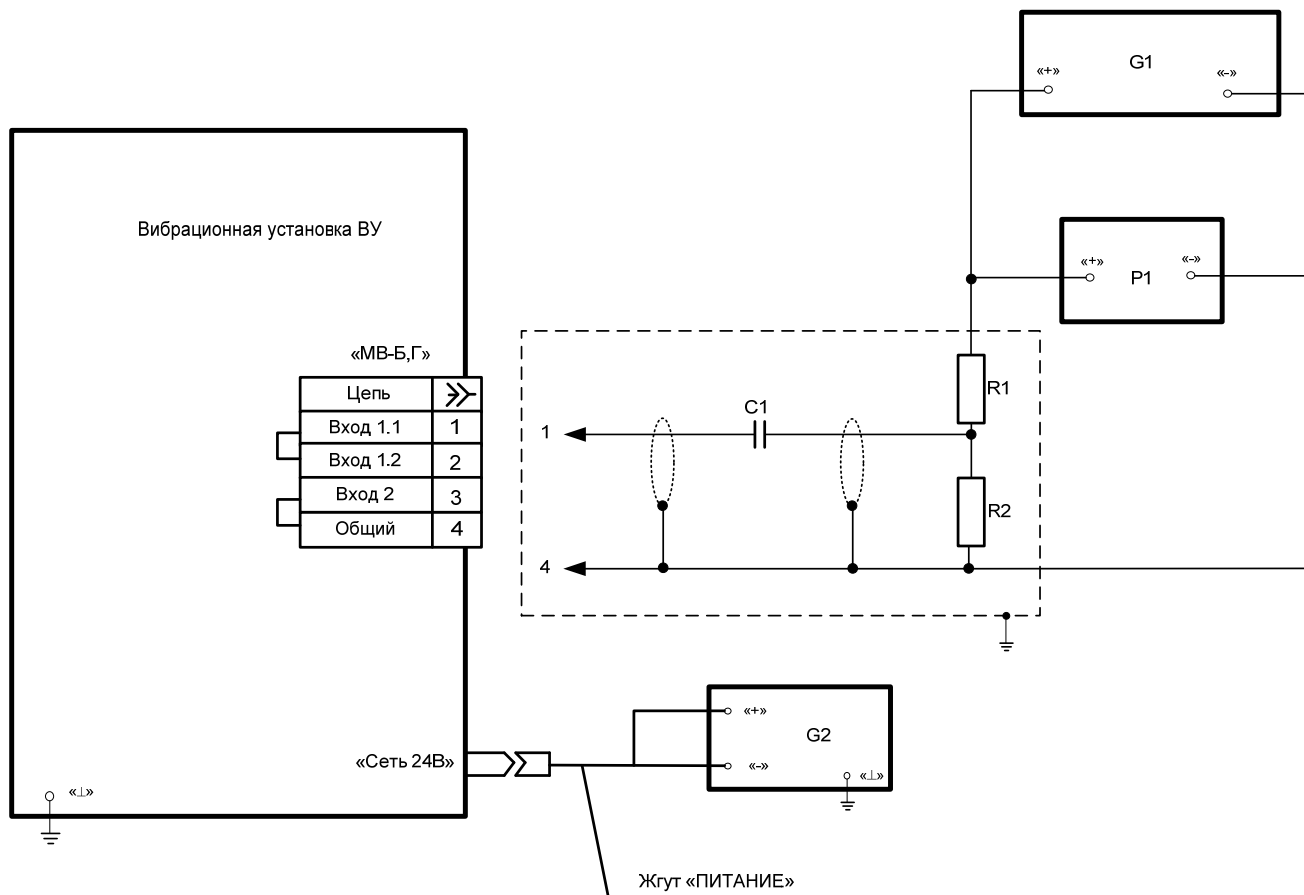 G1
«+»
«-»
Вибрационная установка ВУ
P1
«+»
«-»
«МВ-Б,Г»
Цепь
Вход 1.1 1
Вход 1.2 2
Вход 2 3
Общий 4
R1
C1
1
R2
4
«+»
G2
«-»
«⊥»
«Сеть 24В»
«⊥»
Жгут «ПИТАНИЕ»